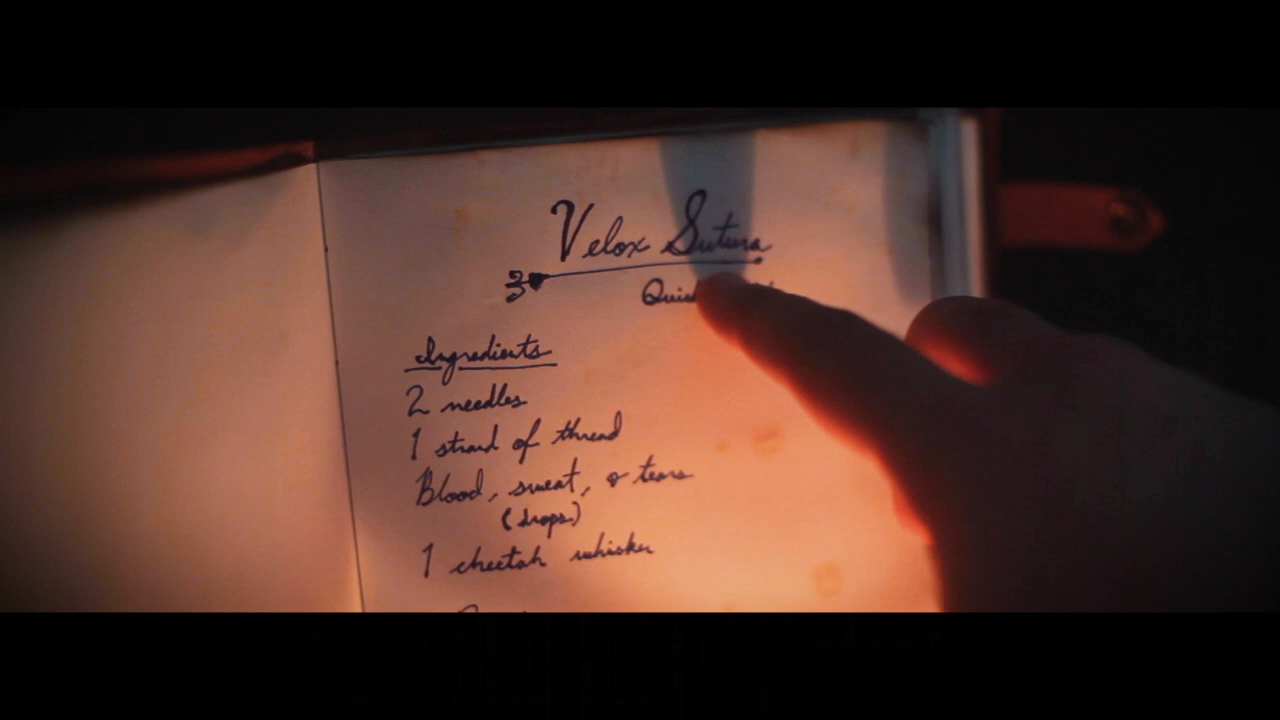 Velox Sutura
Ingredients
2 needles
1 strand of thread
Blood, sweat, & tears
(drops)
1 cheetah whisker